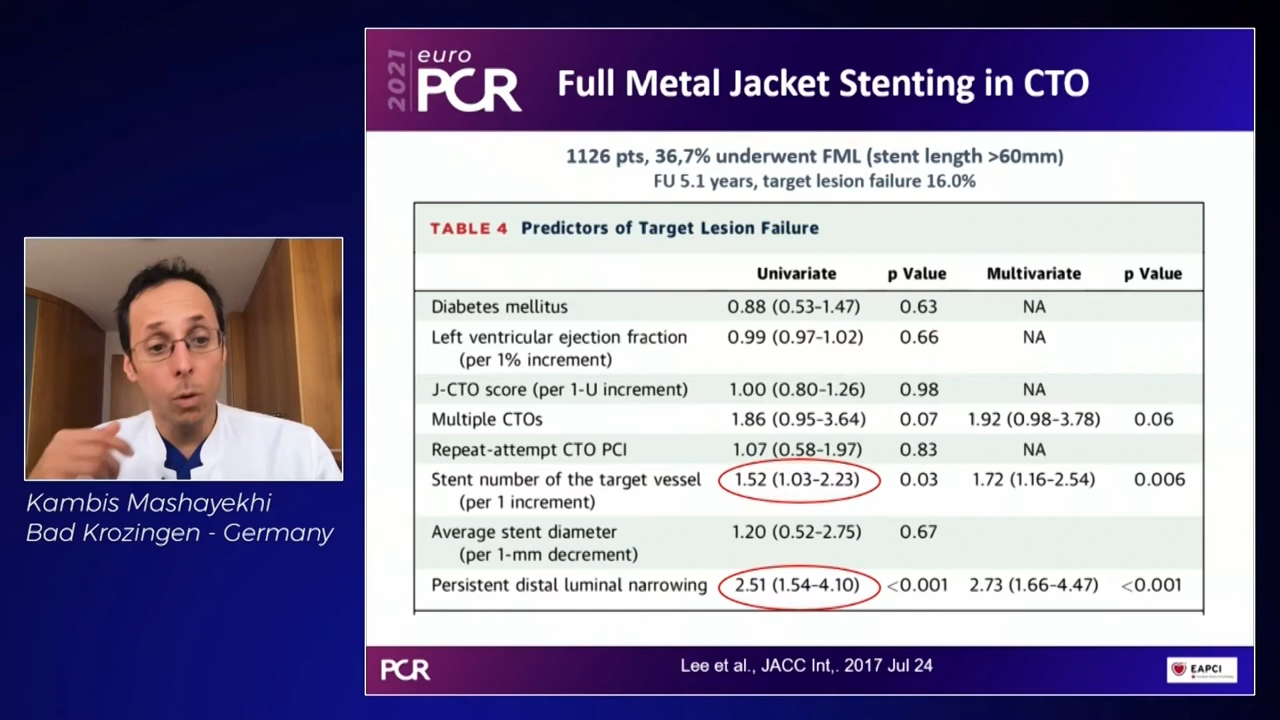 2021
euro
PCR
Full Metal Jacket Stenting in CTO
1126 pts, 36,7% underwent FML (stent length >60mm)
FU 5.1 years, target lesion failure 16.0%
TABLE 4 Predictors of Target Lesion Failure
Univariate p Value Multivariate p Value
Diabetes mellitus 0.88 (0.53–1.47) 0.63 NA
Left ventricular ejection fraction 0.99 (0.97–1.02) 0.66 NA
(per 1% increment)
J-CTO score (per 1-U increment) 1.00 (0.80–1.26) 0.98 NA
Multiple CTOs 1.86 (0.95–3.64) 0.07 1.92 (0.98–3.78) 0.06
Repeat-attempt CTO PCI 1.07 (0.58–1.97) 0.83 NA
Stent number of the target vessel 1.52 (1.03–2.23) 0.03 1.72 (1.16–2.54) 0.006
(per 1 increment)
Average stent diameter 1.20 (0.52–2.75) 0.67
(per 1-mm decrement)
Persistent distal luminal narrowing 2.51 (1.54–4.10) <0.001 2.73 (1.66–4.47) <0.001
Kambis Mashayekhi
Bad Krozingen - Germany
PCR
Lee et al., JACC Int,. 2017 Jul 24
EAPCI